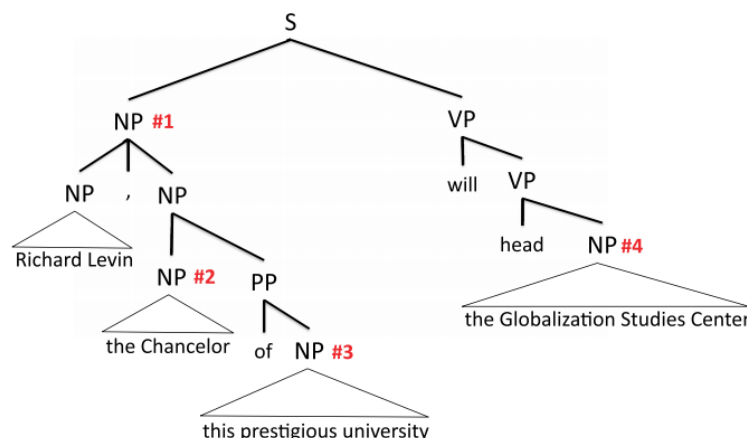 S
NP #1 VP
NP , NP will VP
Richard Levin NP #2 PP head NP #4
the Chancelor of NP #3 the Globalization Studies Center
this prestigious university